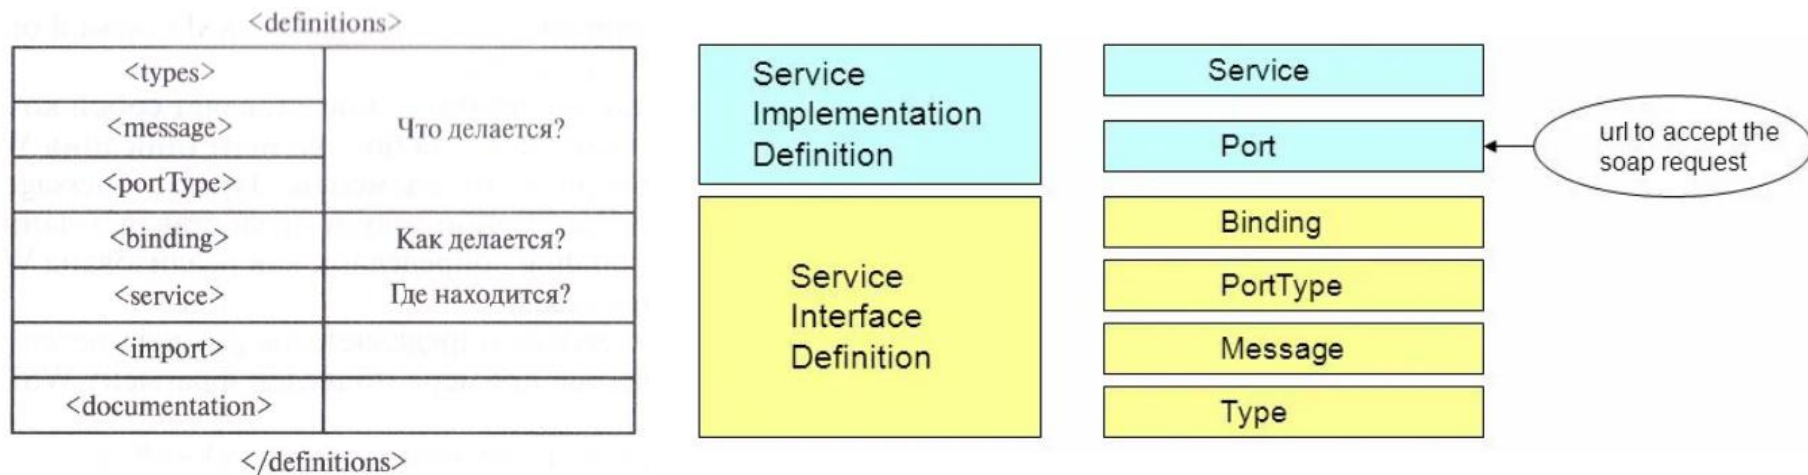 <definitions>
<types>
<message>
<portType>
Что делается?
<binding>
Как делается?
<service>
Где находится?
<import>
<documentation>
</definitions>
Service
Implementation
Definition
Service
Interface
Definition
Service
Port
Binding
PortType
Message
Type
url to accept the
soap request